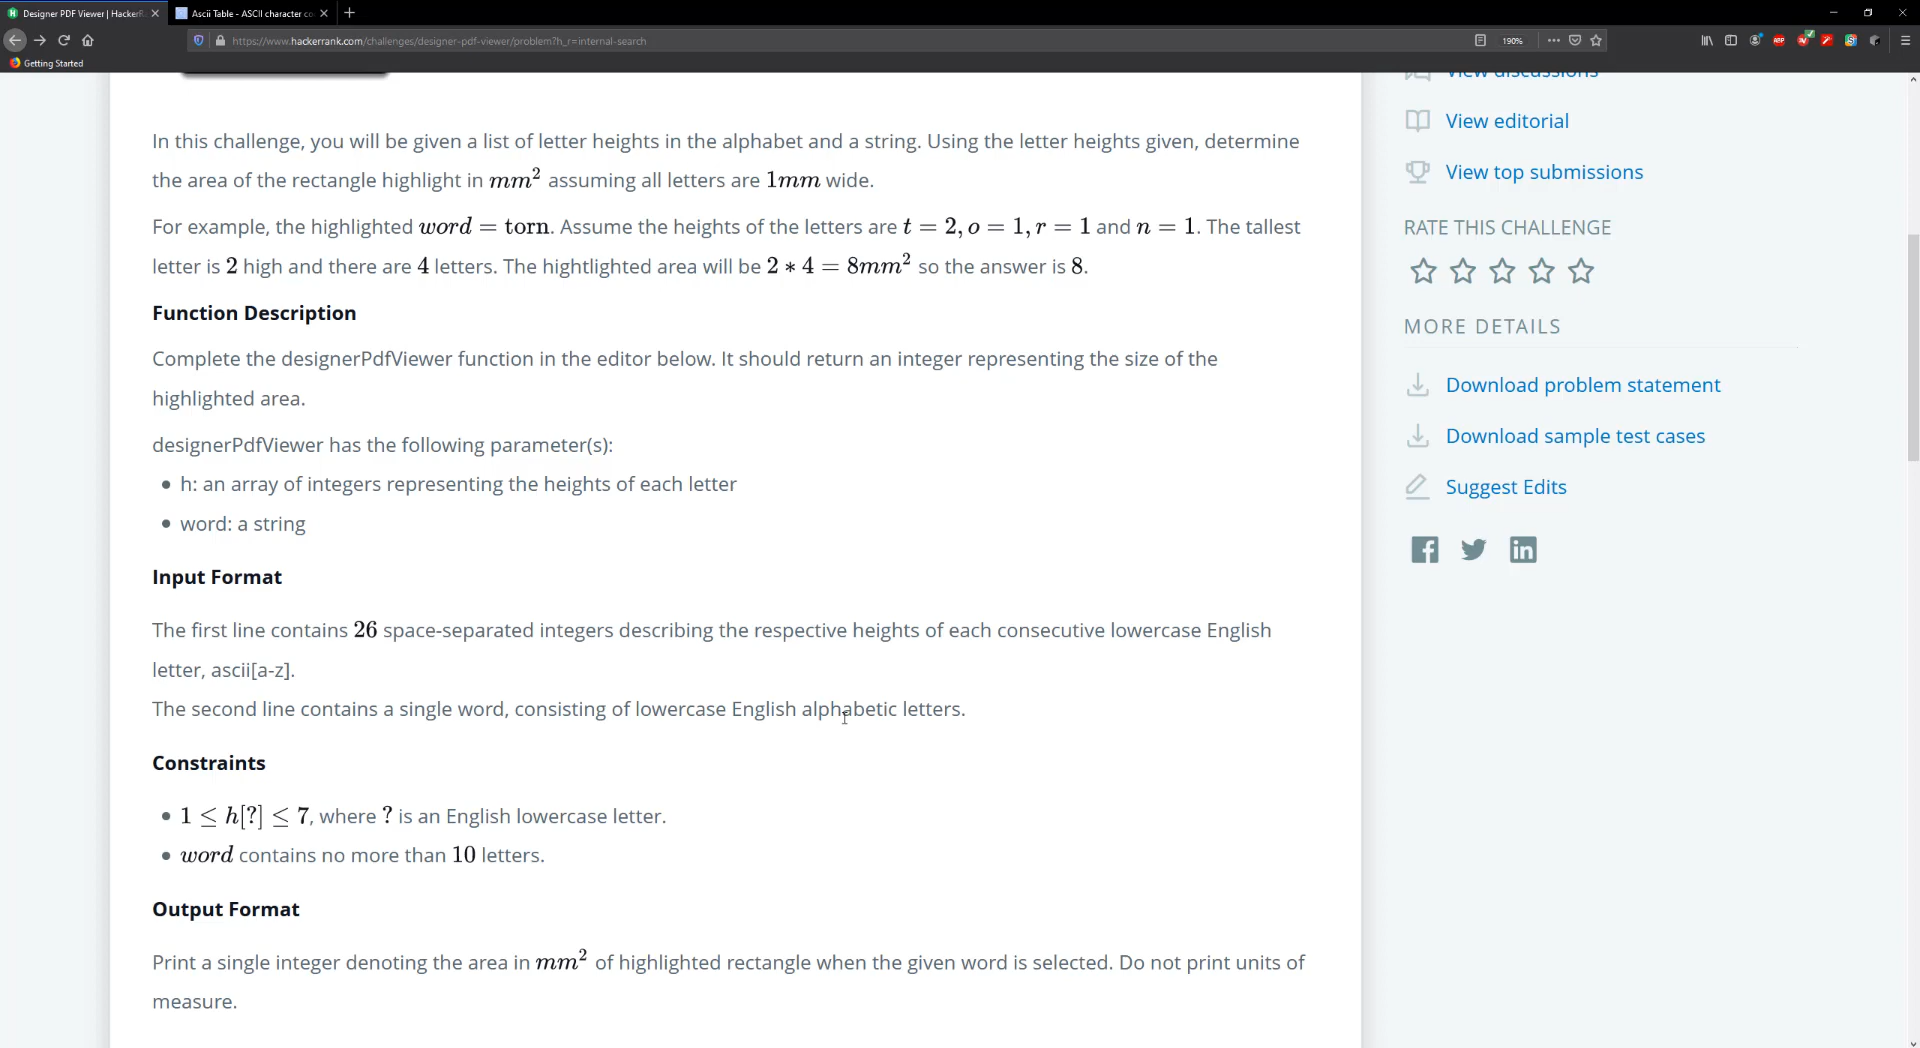 Designer PDF Viewer | HackerR
Ascii Table - ASCII character co
https://www.hackerrank.com/challenges/designer-pdf-viewer/problem?h_r=internal-search
190%
Getting Started
View discussions
In this challenge, you will be given a list of letter heights in the alphabet and a string. Using the letter heights given, determine
the area of the rectangle highlight in mm² assuming all letters are 1mm wide.
For example, the highlighted word = torn. Assume the heights of the letters are t = 2, o = 1, r = 1 and n = 1. The tallest
letter is 2 high and there are 4 letters. The hightlighted area will be 2 * 4 = 8mm² so the answer is 8.
Function Description
Complete the designerPdfViewer function in the editor below. It should return an integer representing the size of the
highlighted area.
designerPdfViewer has the following parameter(s):
• h: an array of integers representing the heights of each letter
• word: a string
Input Format
The first line contains 26 space-separated integers describing the respective heights of each consecutive lowercase English
letter, ascii[a-z].
The second line contains a single word, consisting of lowercase English alphabetic letters.
Constraints
• 1 ≤ h[?] ≤ 7, where ? is an English lowercase letter.
• word contains no more than 10 letters.
Output Format
Print a single integer denoting the area in mm² of highlighted rectangle when the given word is selected. Do not print units of
measure.
View editorial
View top submissions
RATE THIS CHALLENGE
MORE DETAILS
Download problem statement
Download sample test cases
Suggest Edits